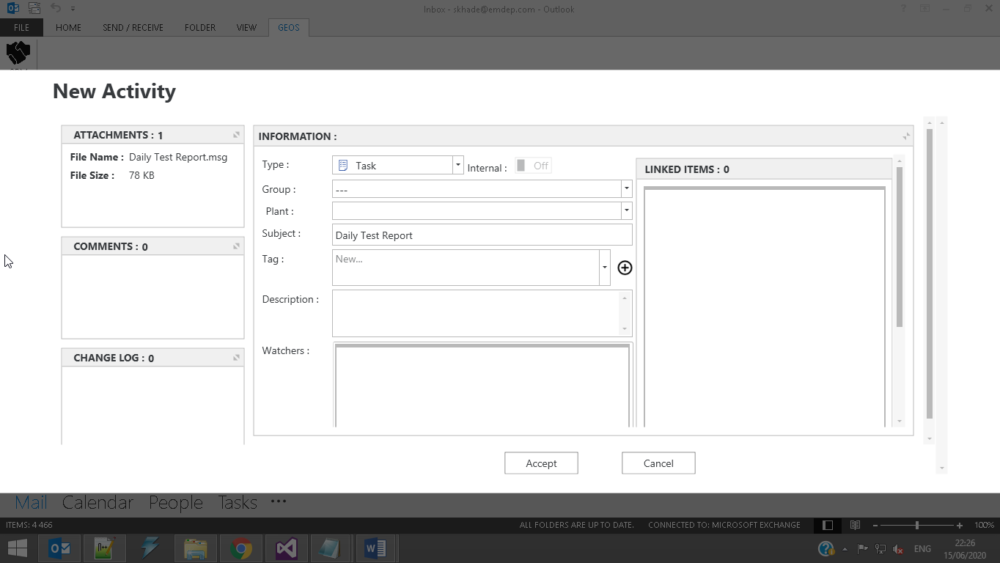 Inbox - skhade@emdep.com - Outlook
FILE HOME SEND / RECEIVE FOLDER VIEW GEOS
New Activity
ATTACHMENTS : 1
File Name : Daily Test Report.msg
File Size : 78 KB
COMMENTS : 0
CHANGE LOG : 0
INFORMATION :
Type : Task Internal : Off
Group : ---
Plant :
Subject : Daily Test Report
Tag : New...
Description :
Watchers :
LINKED ITEMS : 0
Accept Cancel
Mail Calendar People Tasks ···
ITEMS: 4 466 ALL FOLDERS ARE UP TO DATE. CONNECTED TO: MICROSOFT EXCHANGE 100%
ENG 22:26
15/06/2020